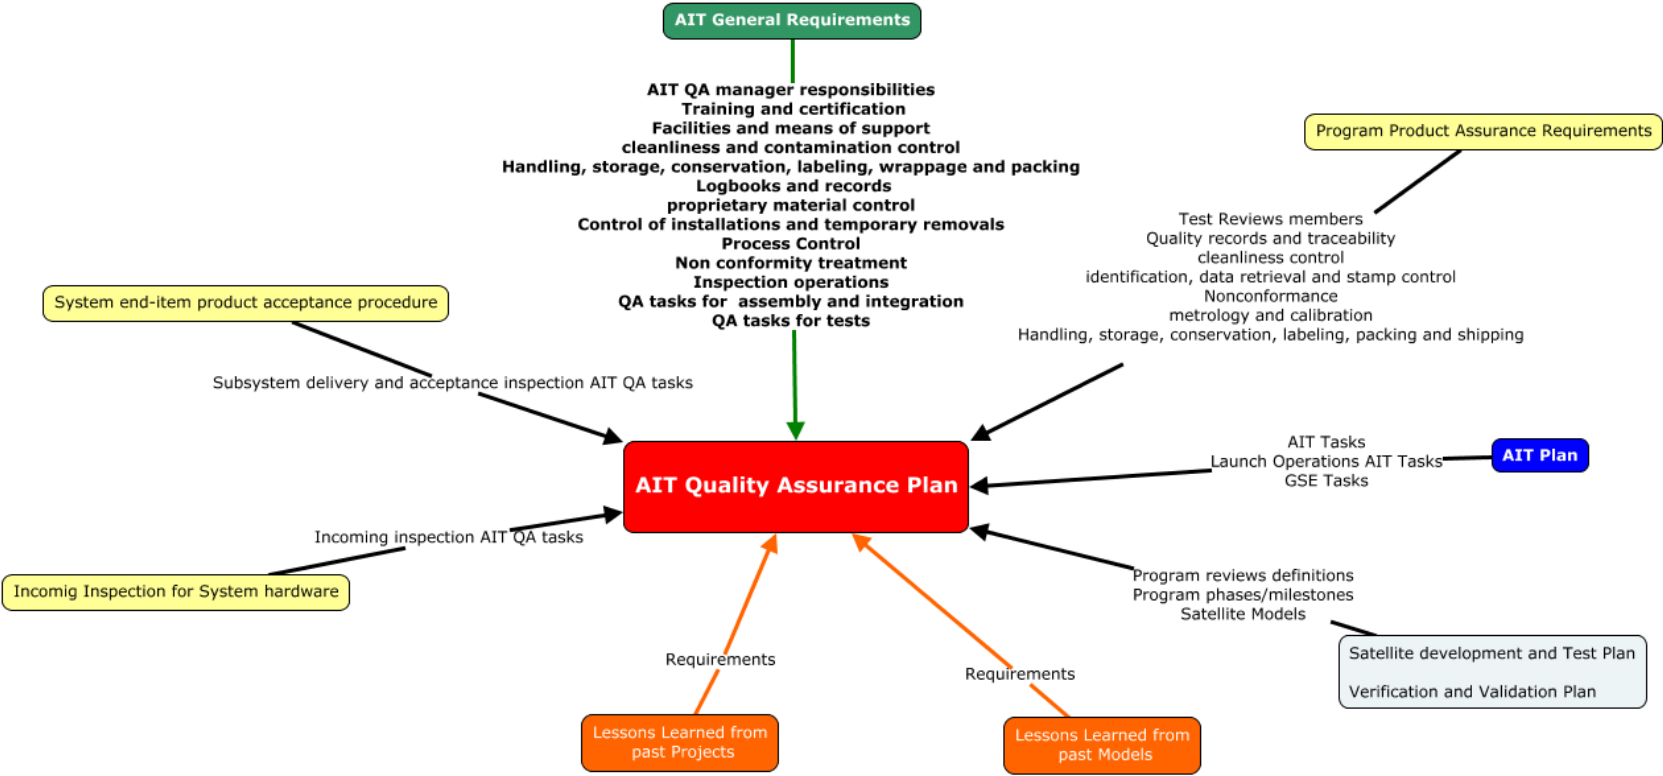 AIT General Requirements
AIT QA manager responsibilities
Training and certification
Facilities and means of support
cleanliness and contamination control
Handling, storage, conservation, labeling, wrappage and packing
Logbooks and records
proprietary material control
Control of installations and temporary removals
Process Control
Non conformity treatment
Inspection operations
QA tasks for assembly and integration
QA tasks for tests
Program Product Assurance Requirements
Test Reviews members
Quality records and traceability
cleanliness control
identification, data retrieval and stamp control
Nonconformance
metrology and calibration
Handling, storage, conservation, labeling, packing and shipping
System end-item product acceptance procedure
Subsystem delivery and acceptance inspection AIT QA tasks
AIT Tasks
Launch Operations AIT Tasks
GSE Tasks
AIT Plan
AIT Quality Assurance Plan
Incoming inspection AIT QA tasks
Incomig Inspection for System hardware
Program reviews definitions
Program phases/milestones
Satellite Models
Satellite development and Test Plan
Verification and Validation Plan
Requirements
Requirements
Lessons Learned from
past Projects
Lessons Learned from
past Models